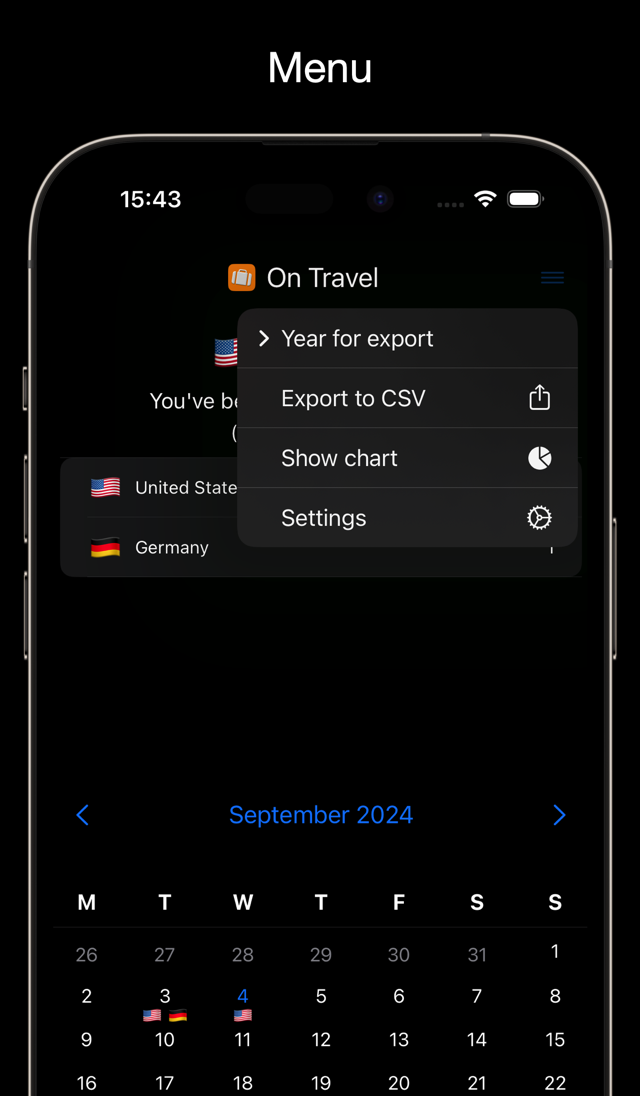 Menu
15:43
On Travel
Year for export
You've be
Export to CSV
(
Show chart
United State
Settings
Germany
September 2024
M T W T F S S
26 27 28 29 30 31 1
2 3 4 5 6 7 8
9 10 11 12 13 14 15
16 17 18 19 20 21 22